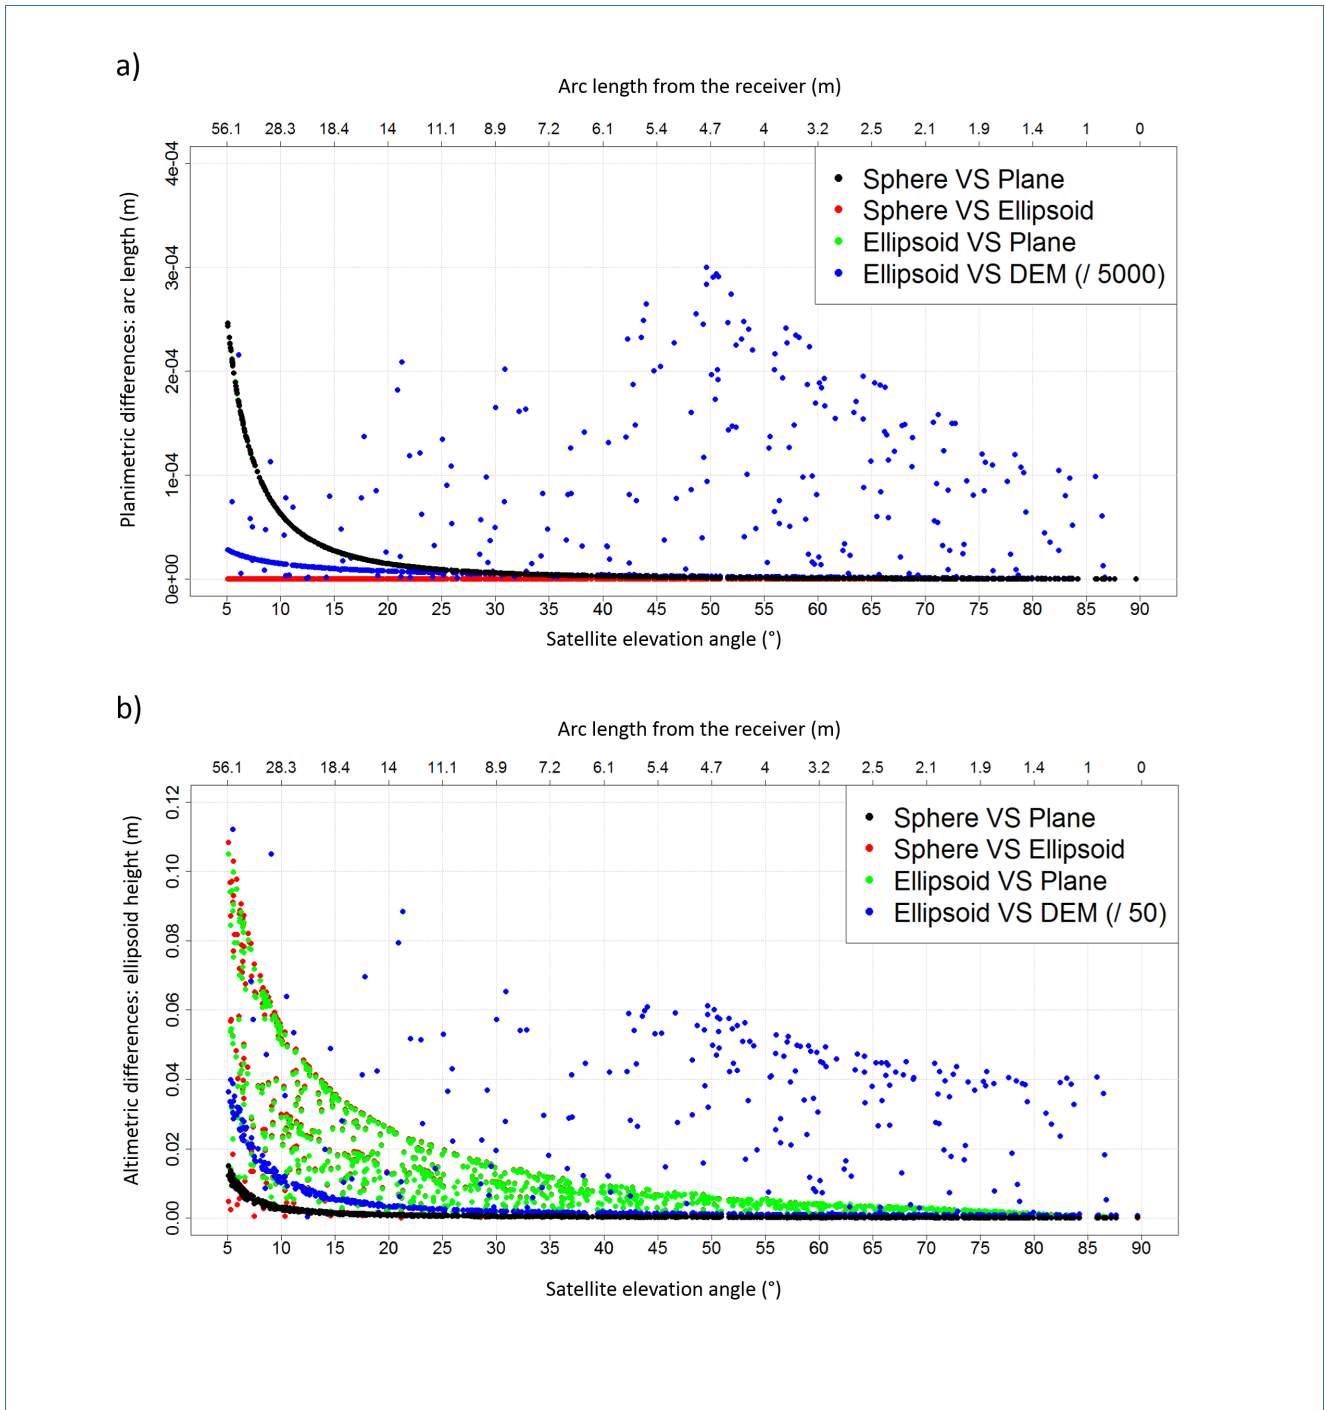 a)
Arc length from the receiver (m)
56.1 28.3 18.4 14 11.1 8.9 7.2 6.1 5.4 4.7 4 3.2 2.5 2.1 1.9 1.4 1 0
Planimetric differences: arc length (m)
4e-04
3e-04
2e-04
1e-04
0e+00
Sphere VS Plane
Sphere VS Ellipsoid
Ellipsoid VS Plane
Ellipsoid VS DEM (/ 5000)
5 10 15 20 25 30 35 40 45 50 55 60 65 70 75 80 85 90
Satellite elevation angle (°)
b)
Arc length from the receiver (m)
56.1 28.3 18.4 14 11.1 8.9 7.2 6.1 5.4 4.7 4 3.2 2.5 2.1 1.9 1.4 1 0
Altimetric differences: ellipsoid height (m)
0.12
0.10
0.08
0.06
0.04
0.02
0.00
Sphere VS Plane
Sphere VS Ellipsoid
Ellipsoid VS Plane
Ellipsoid VS DEM (/ 50)
5 10 15 20 25 30 35 40 45 50 55 60 65 70 75 80 85 90
Satellite elevation angle (°)